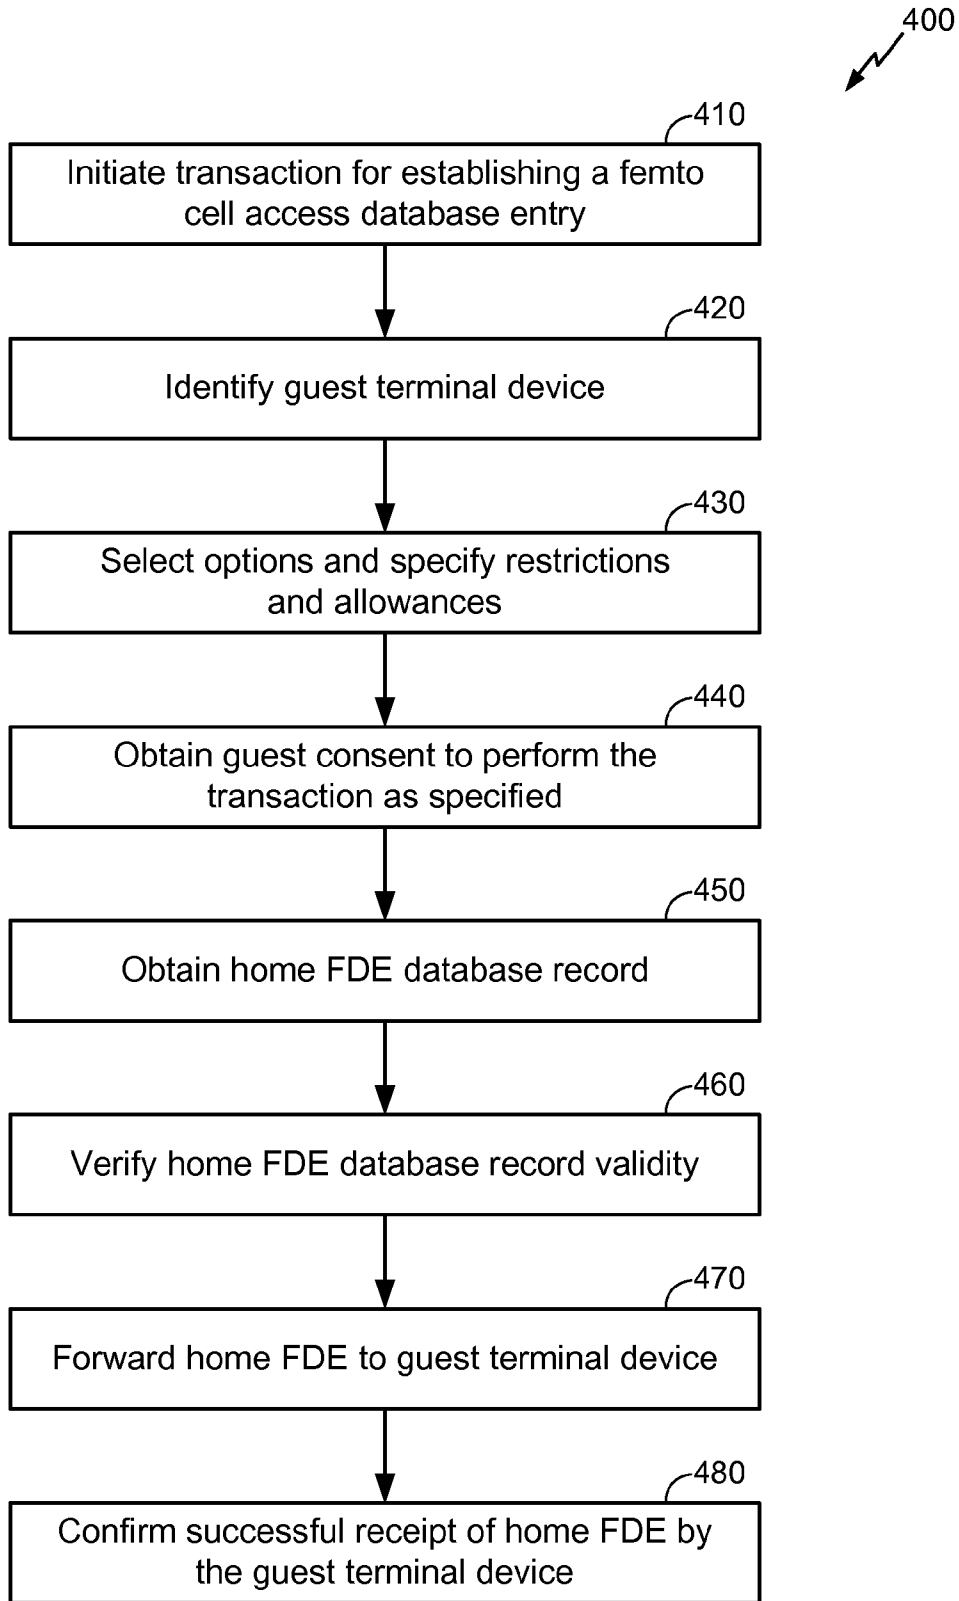 400
410
Initiate transaction for establishing a femto
cell access database entry
420
Identify guest terminal device
430
Select options and specify restrictions
and allowances
440
Obtain guest consent to perform the
transaction as specified
450
Obtain home FDE database record
460
Verify home FDE database record validity
470
Forward home FDE to guest terminal device
480
Confirm successful receipt of home FDE by
the guest terminal device